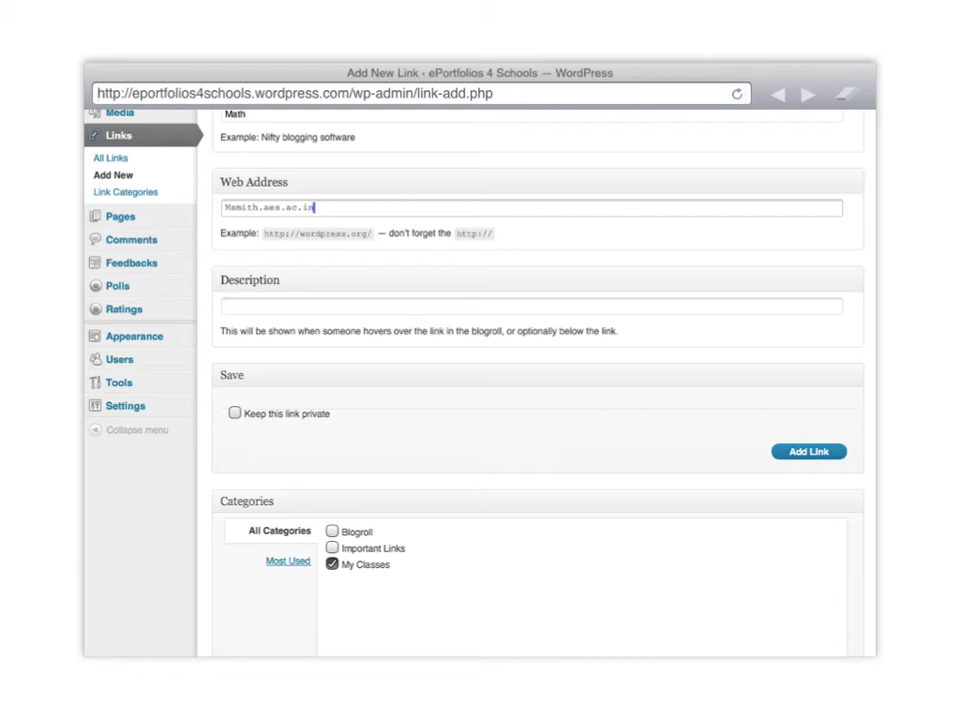 Add New Link ‹ ePortfolios 4 Schools — WordPress
http://eportfolios4schools.wordpress.com/wp-admin/link-add.php
Media
Links
All Links
Add New
Link Categories
Pages
Comments
Feedbacks
Polls
Ratings
Appearance
Users
Tools
Settings
Collapse menu
Math
Example: Nifty blogging software
Web Address
Msmith.aes.ac.in
Example: http://wordpress.org/ — don't forget the http://
Description
This will be shown when someone hovers over the link in the blogroll, or optionally below the link.
Save
Keep this link private
Add Link
Categories
All Categories
Most Used
Blogroll
Important Links
My Classes